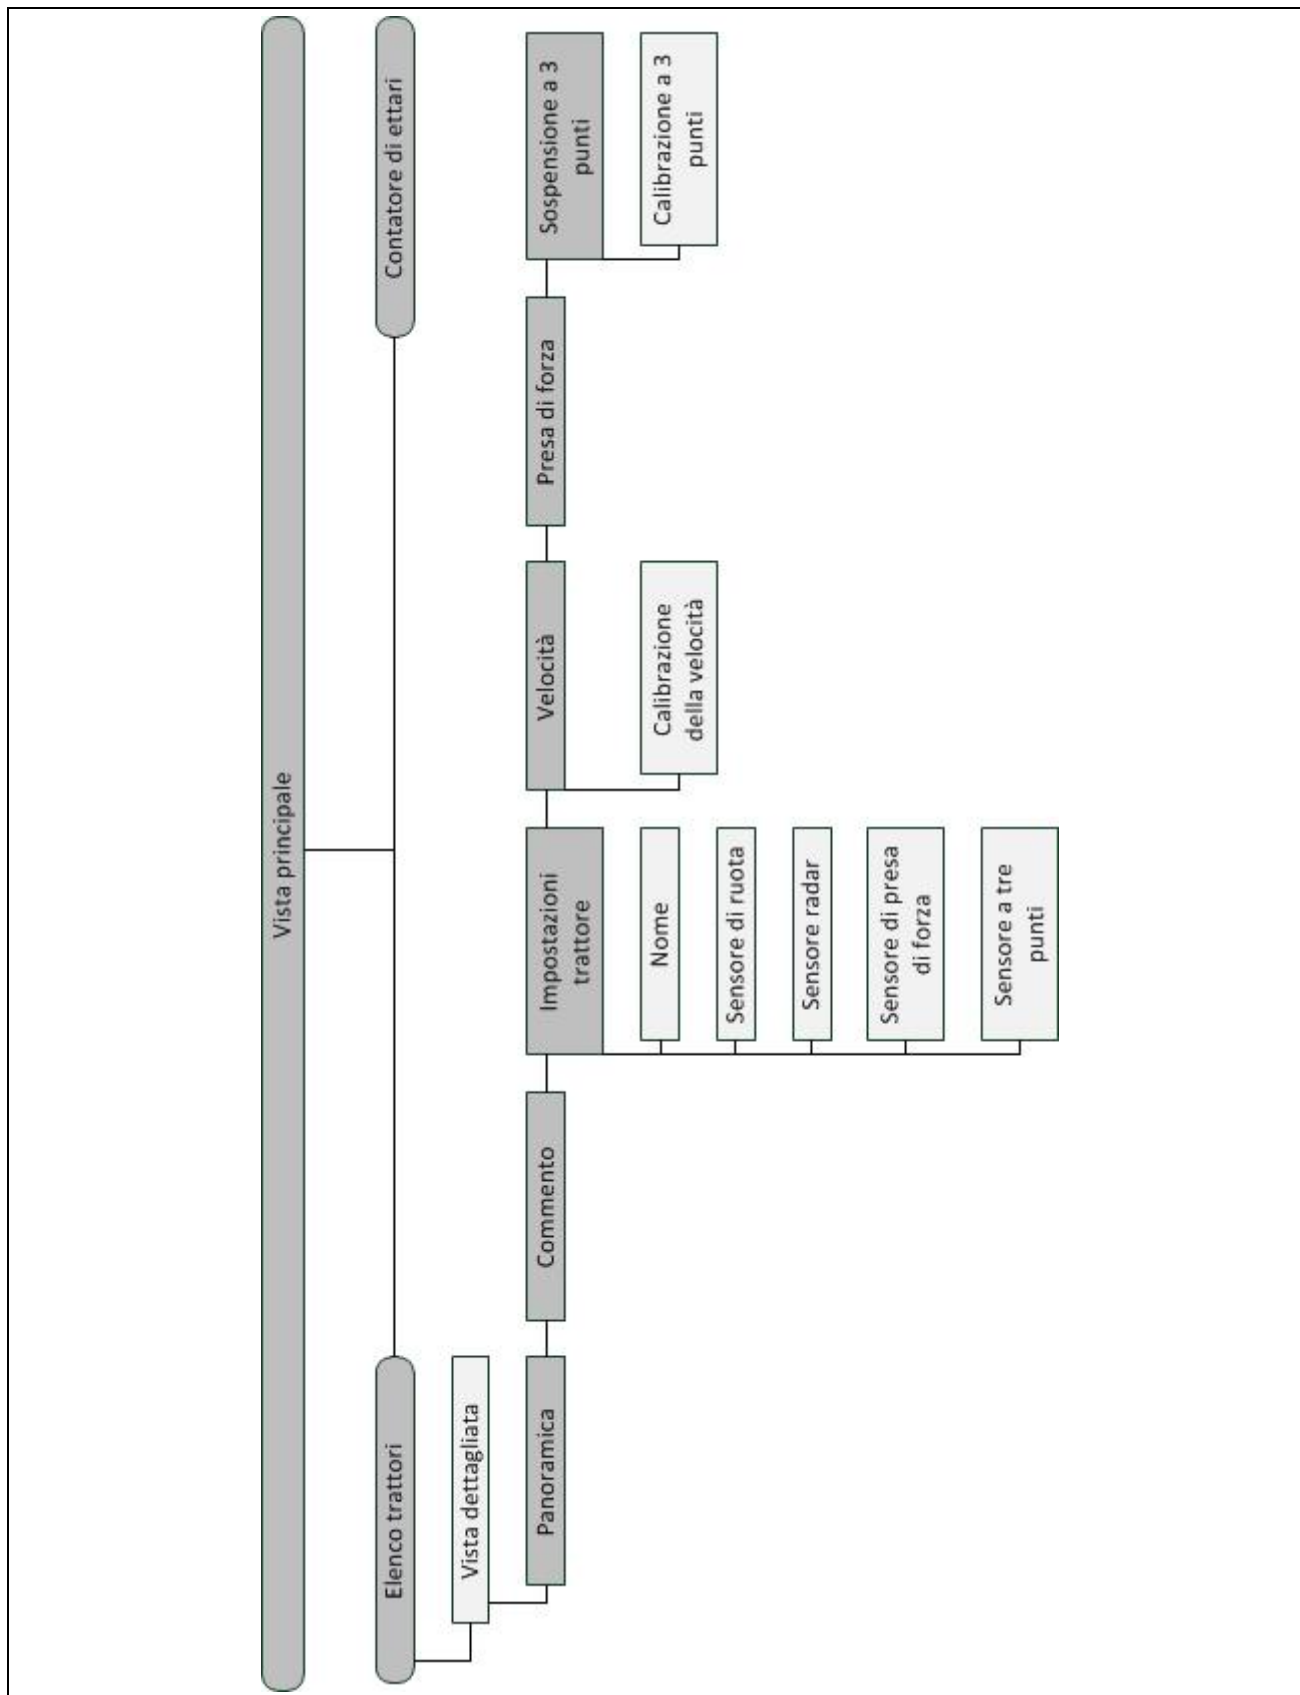 Vista principale
Elenco trattori
Contatore di ettari
Vista dettagliata
Panoramica
Commento
Impostazioni
trattore
Velocità
Presa di forza
Sospensione a 3
punti
Nome
Sensore di ruota
Sensore radar
Sensore di presa
di forza
Sensore a tre
punti
Calibrazione
della velocità
Calibrazione a 3
punti